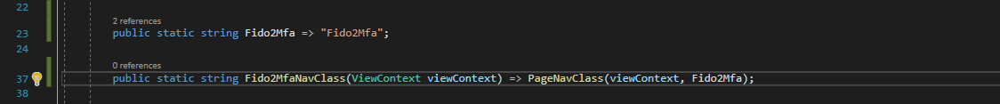 22
2 references
23 public static string Fido2Mfa => "Fido2Mfa";
24
0 references
37 public static string Fido2MfaNavClass(ViewContext viewContext) => PageNavClass(viewContext, Fido2Mfa);
38